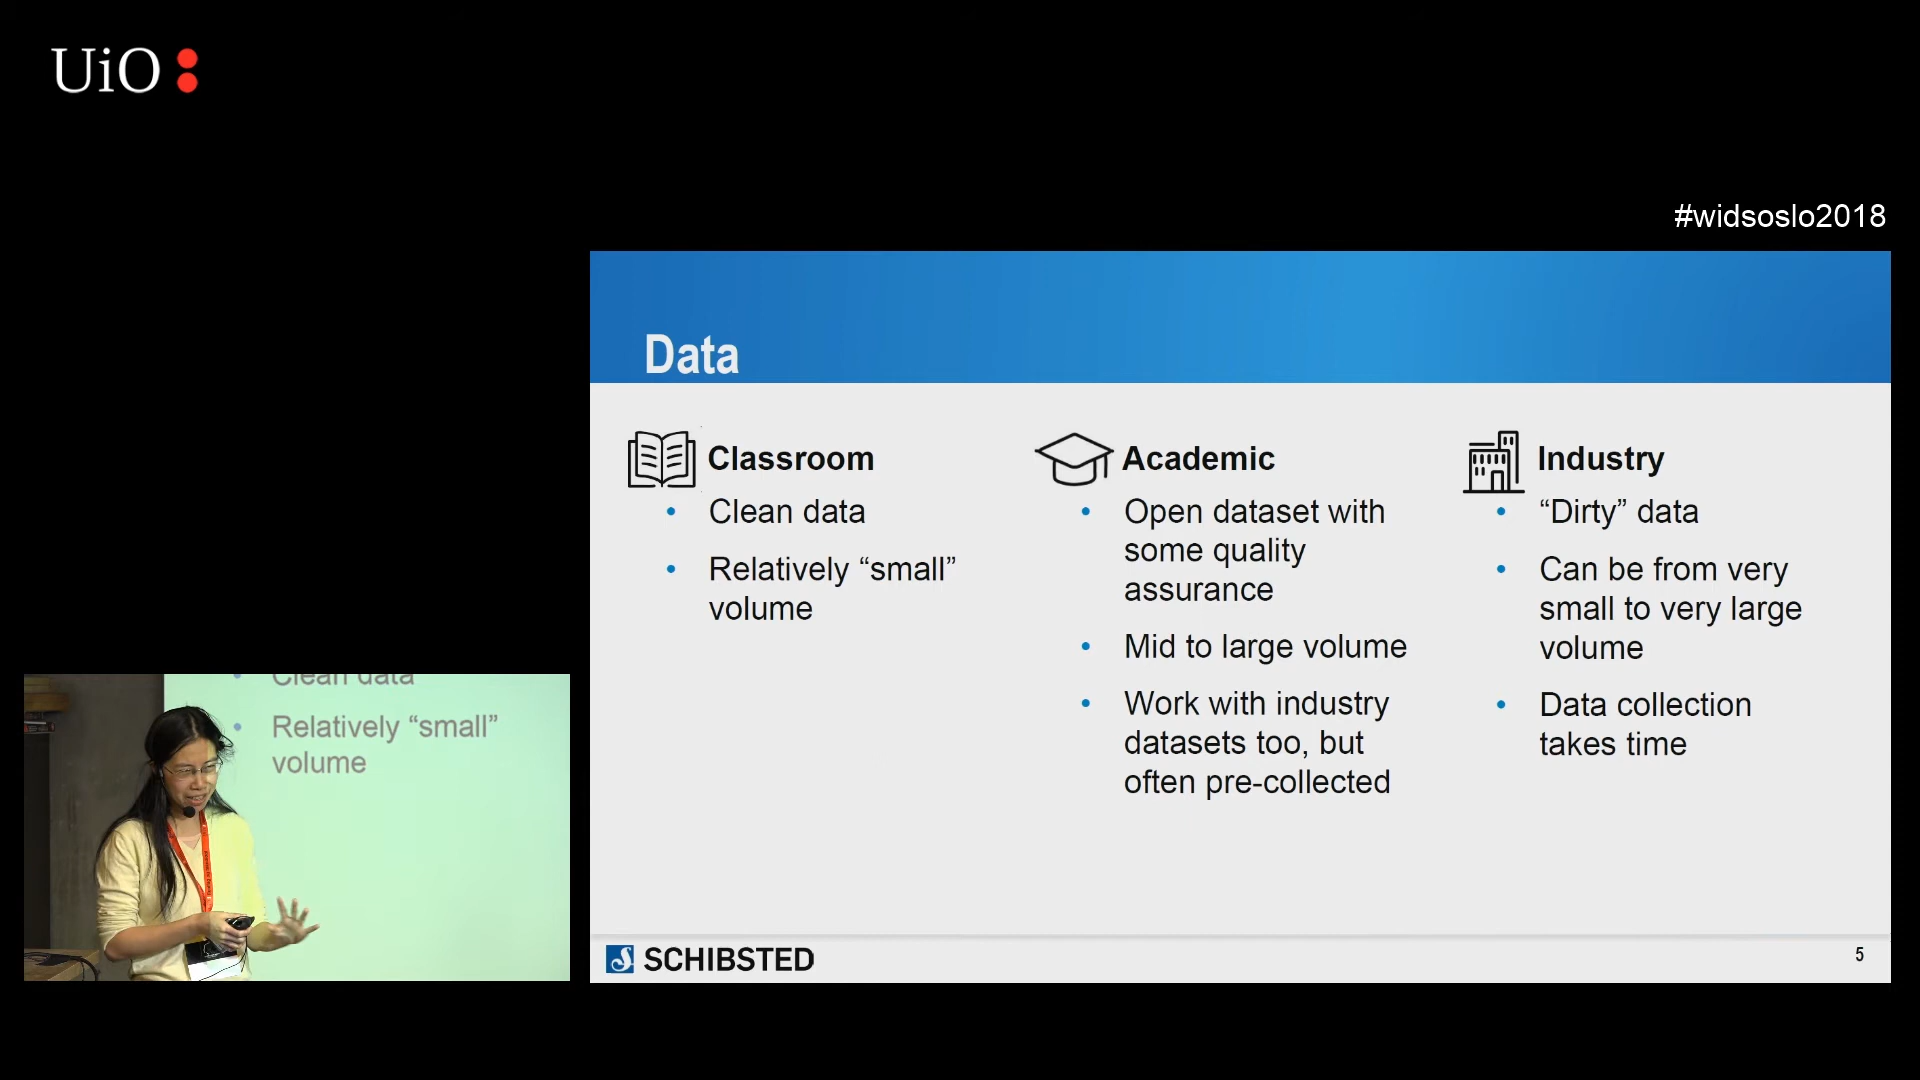 UiO:
#widsoslo2018
Data
Classroom
• Clean data
• Relatively “small”
volume
Academic
• Open dataset with
some quality
assurance
• Mid to large volume
• Work with industry
datasets too, but
often pre-collected
Industry
• “Dirty” data
• Can be from very
small to very large
volume
• Data collection
takes time
SCHIBSTED
5
• Clean data
• Relatively “small”
volume